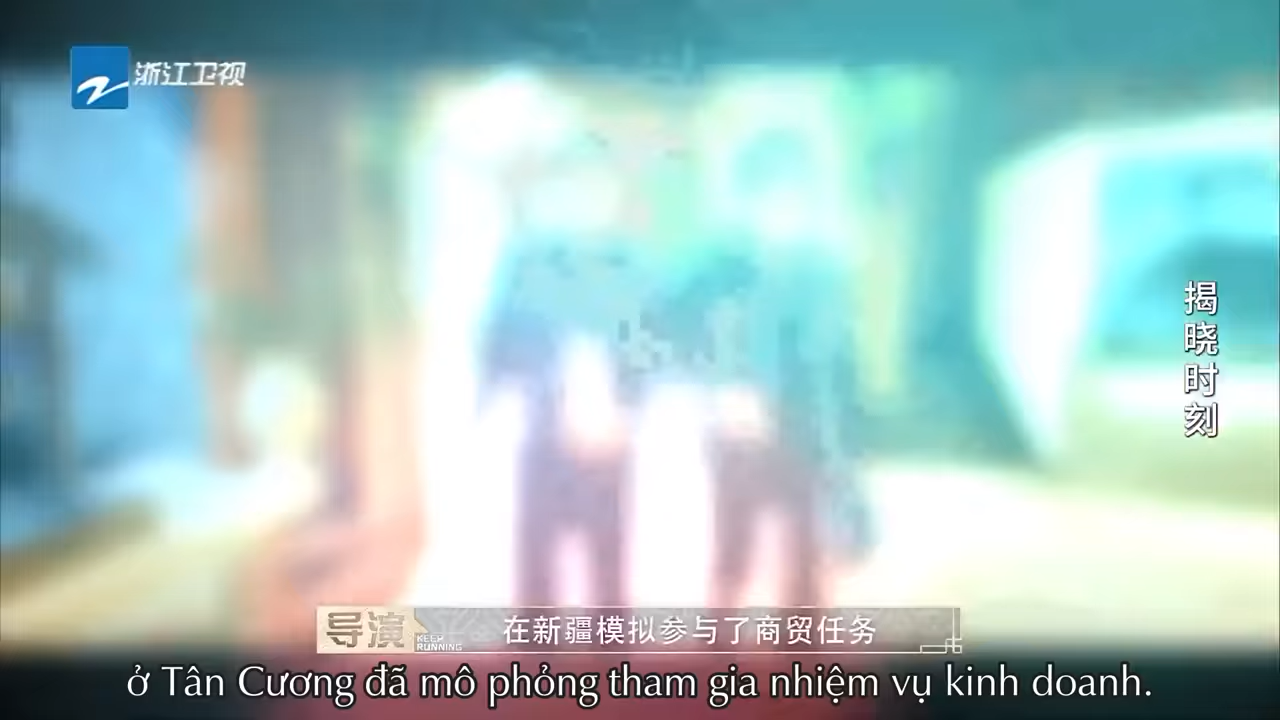 浙江卫视
揭晓时刻
导演
KEEP
RUNNING
在新疆模拟参与了商贸任务
ở Tân Cương đã mô phỏng tham gia nhiệm vụ kinh doanh.